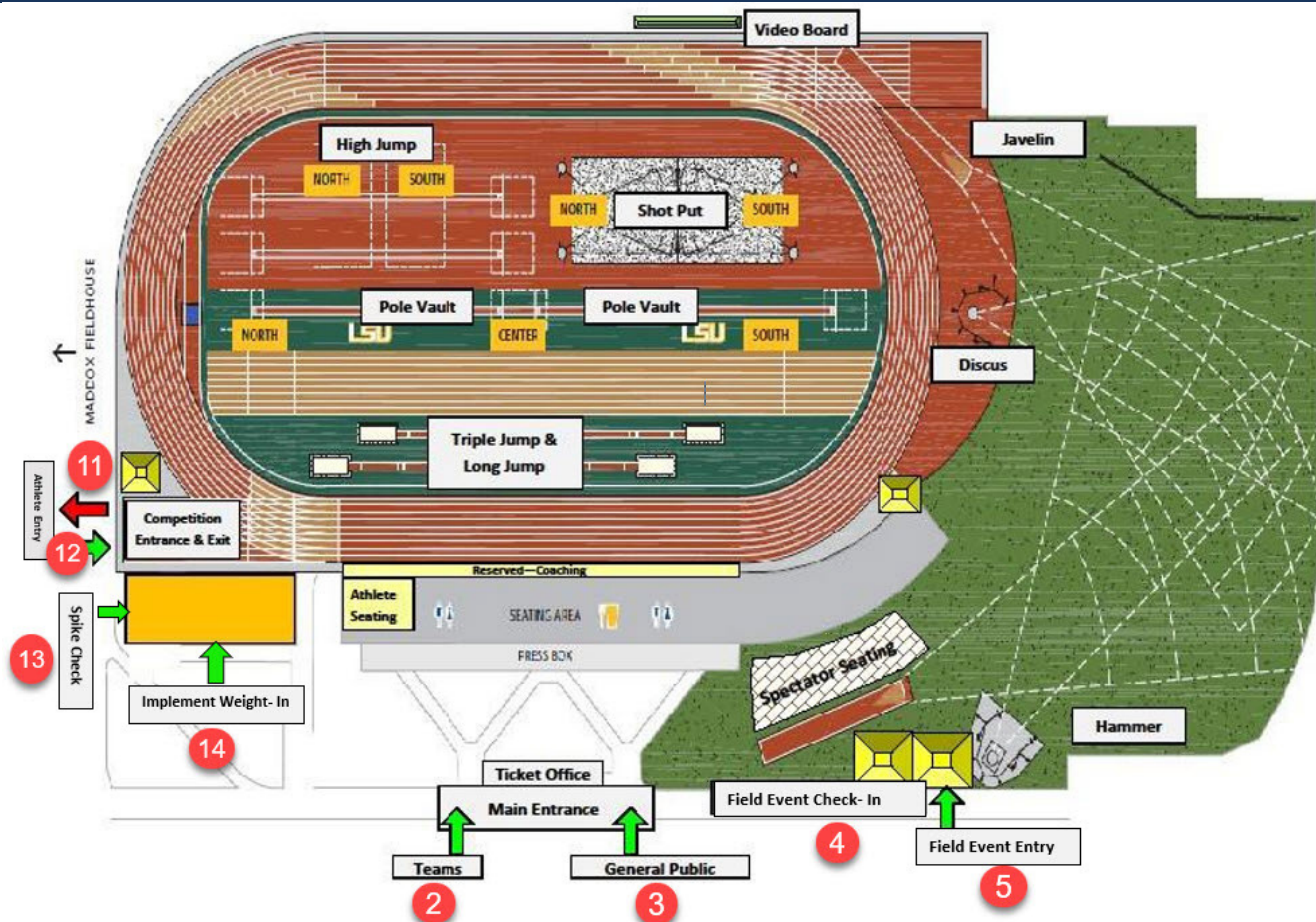 Video Board
High Jump
Javelin
NORTH
SOUTH
NORTH
Shot Put
SOUTH
MADDOX FIELDHOUSE
Pole Vault
Pole Vault
NORTH
LSU
CENTER
LSU
SOUTH
Discus
Triple Jump &
Long Jump
11
Athlete Entry
12
Competition
Entrance & Exit
Reserved—Coaching
Athlete
Seating
SEATING AREA
PRESS BOX
Spike Check
13
Implement Weight- In
14
Spectator Seating
Hammer
Ticket Office
Main Entrance
Field Event Check- In
4
Field Event Entry
5
Teams
2
General Public
3